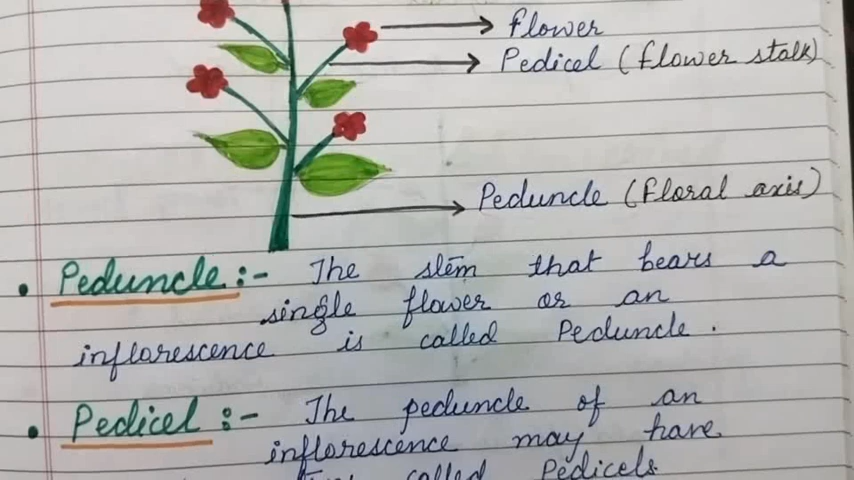 Flower
Pedicel (flower stalk)
Peduncle (Floral axis)
• Peduncle :- The stem that bears a
single flower or an
inflorescence is called Peduncle.
• Pedicel :- The peduncle of an
inflorescence may have
called Pedicels